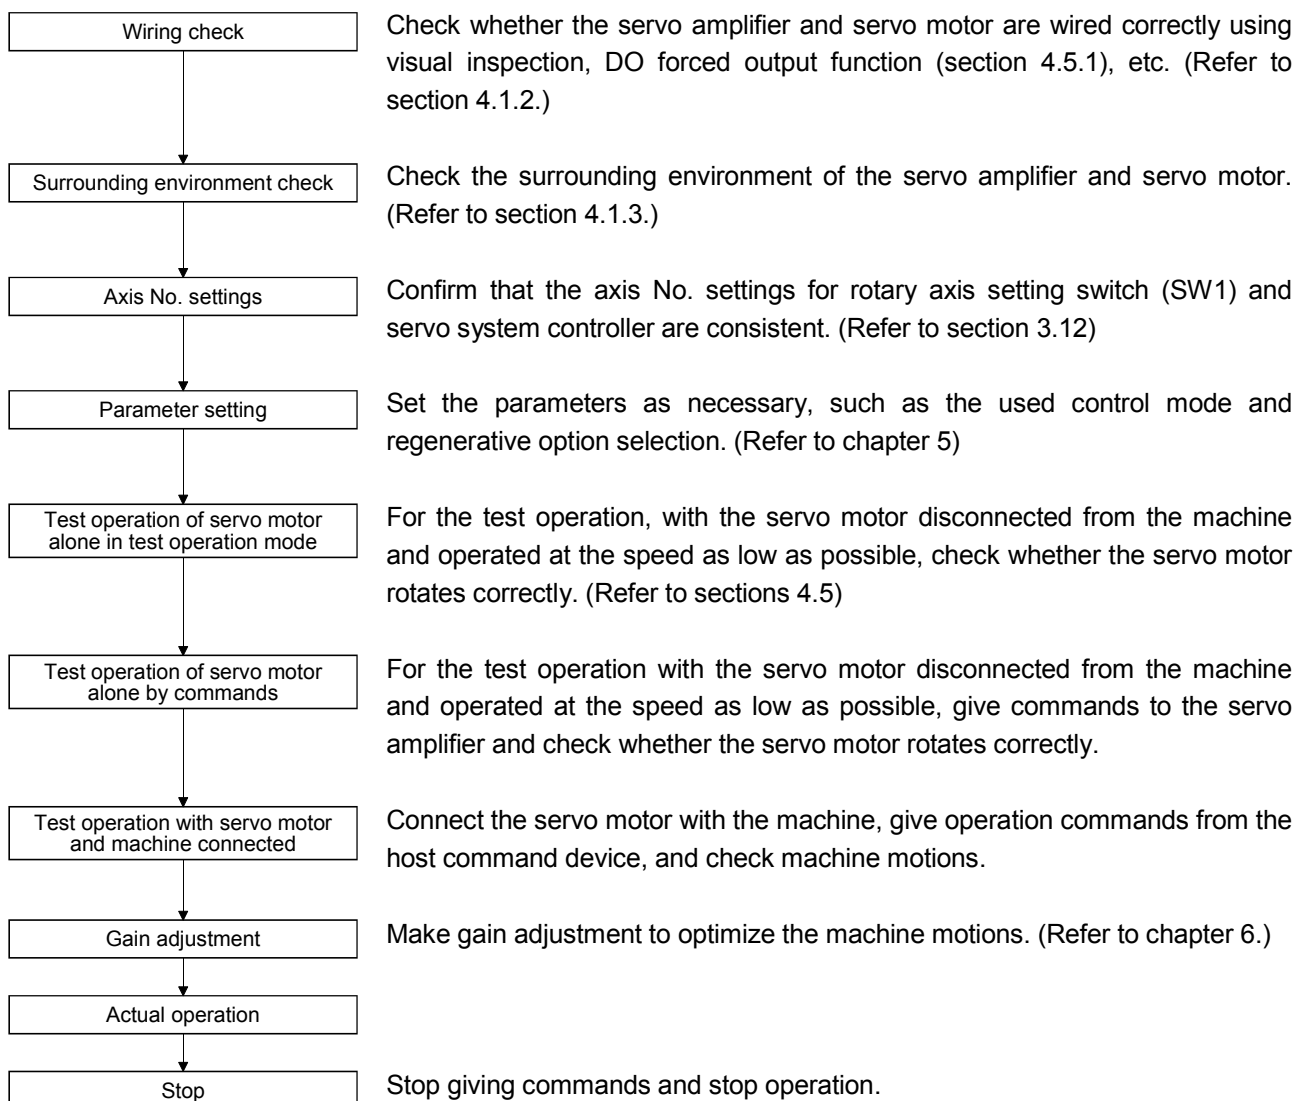 Wiring check
Check whether the servo amplifier and servo motor are wired correctly using
visual inspection, DO forced output function (section 4.5.1), etc. (Refer to
section 4.1.2.)
Surrounding environment check
Check the surrounding environment of the servo amplifier and servo motor.
(Refer to section 4.1.3.)
Axis No. settings
Confirm that the axis No. settings for rotary axis setting switch (SW1) and
servo system controller are consistent. (Refer to section 3.12)
Parameter setting
Set the parameters as necessary, such as the used control mode and
regenerative option selection. (Refer to chapter 5)
Test operation of servo motor
alone in test operation mode
For the test operation, with the servo motor disconnected from the machine
and operated at the speed as low as possible, check whether the servo motor
rotates correctly. (Refer to sections 4.5)
Test operation of servo motor
alone by commands
For the test operation with the servo motor disconnected from the machine
and operated at the speed as low as possible, give commands to the servo
amplifier and check whether the servo motor rotates correctly.
Test operation with servo motor
and machine connected
Connect the servo motor with the machine, give operation commands from the
host command device, and check machine motions.
Gain adjustment
Make gain adjustment to optimize the machine motions. (Refer to chapter 6.)
Actual operation
Stop
Stop giving commands and stop operation.